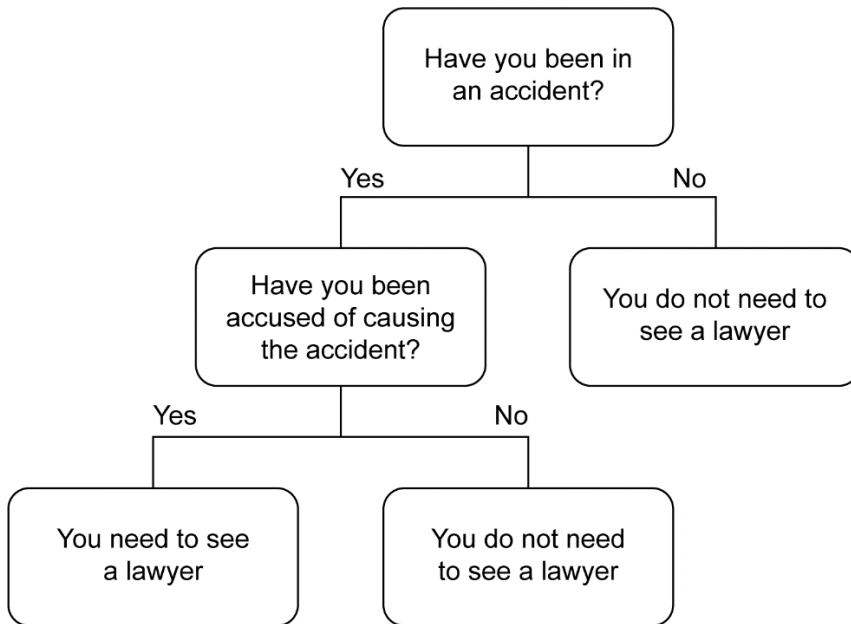 Have you been in
an accident?
Yes
No
Have you been
accused of causing
the accident?
You do not need to
see a lawyer
Yes
No
You need to see
a lawyer
You do not need
to see a lawyer